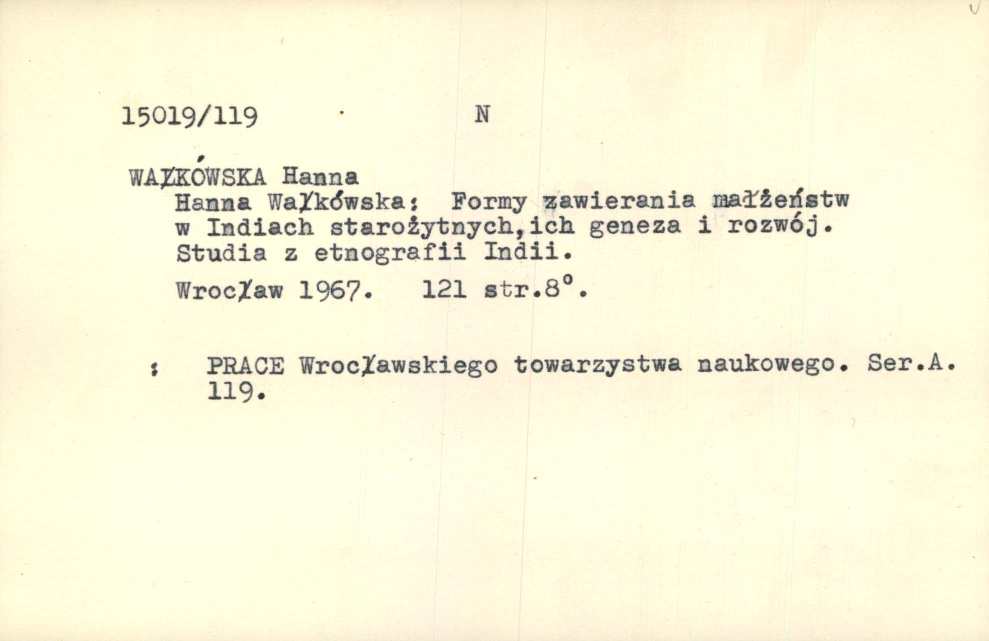 15019/119 N
WAŁKÓWSKA Hanna
Hanna Wałkówska: Formy zawierania małżeństw
w Indiach starożytnych,ich geneza i rozwój.
Studia z etnografii Indii.
Wrocław 1967. 121 str.8°.
: PRACE Wrocławskiego towarzystwa naukowego. Ser.A.
119.